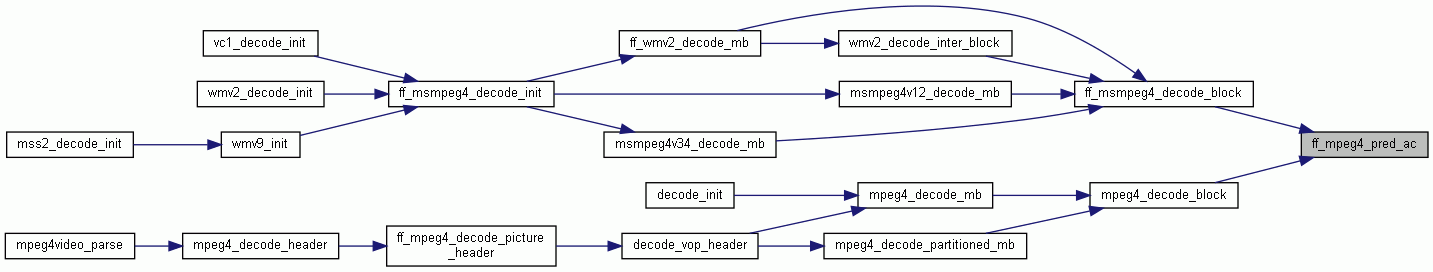 vc1_decode_init
ff_wmv2_decode_mb
wmv2_decode_inter_block
wmv2_decode_init
ff_msmpeg4_decode_init
msmpeg4v12_decode_mb
ff_msmpeg4_decode_block
mss2_decode_init
wmv9_init
msmpeg4v34_decode_mb
ff_mpeg4_pred_ac
decode_init
mpeg4_decode_mb
mpeg4_decode_block
mpeg4video_parse
mpeg4_decode_header
ff_mpeg4_decode_picture
_header
decode_vop_header
mpeg4_decode_partitioned_mb